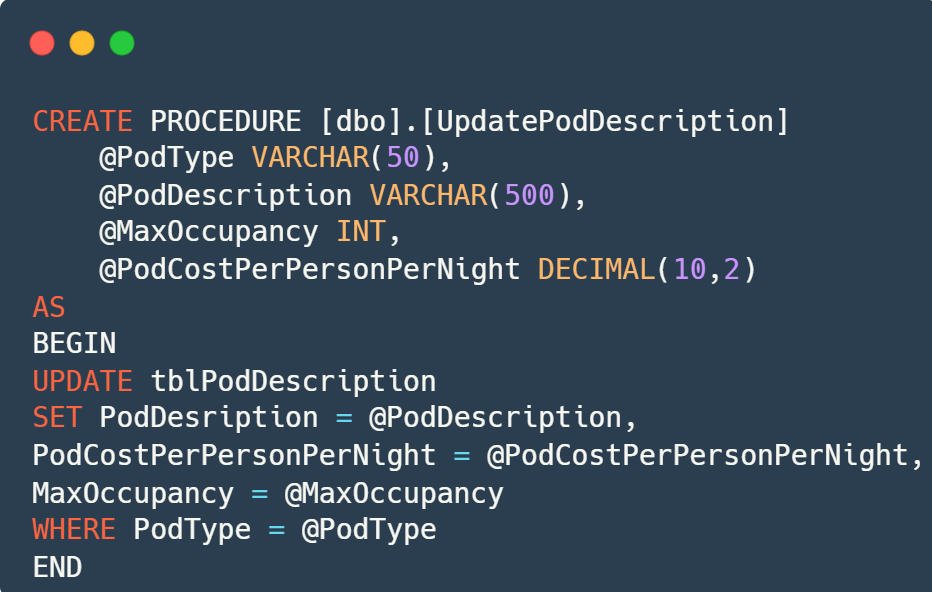 CREATE PROCEDURE [dbo].[UpdatePodDescription]
    @PodType VARCHAR(50),
    @PodDescription VARCHAR(500),
    @MaxOccupancy INT,
    @PodCostPerPersonPerNight DECIMAL(10,2)
AS
BEGIN
UPDATE tblPodDescription
SET PodDesription = @PodDescription,
PodCostPerPersonPerNight = @PodCostPerPersonPerNight,
MaxOccupancy = @MaxOccupancy
WHERE PodType = @PodType
END